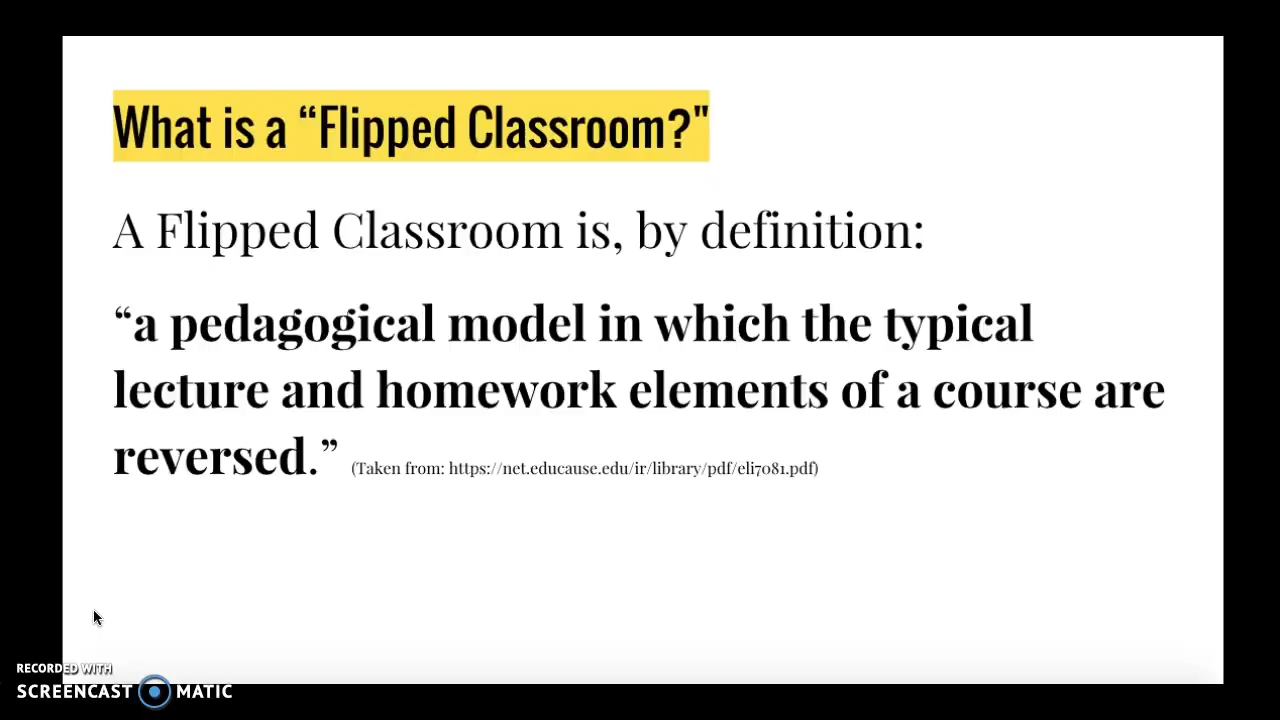 What is a “Flipped Classroom?"
A Flipped Classroom is, by definition:
“a pedagogical model in which the typical
lecture and homework elements of a course are
reversed.” (Taken from: https://net.educause.edu/ir/library/pdf/eli7081.pdf)
RECORDED WITH
SCREENCAST MATIC